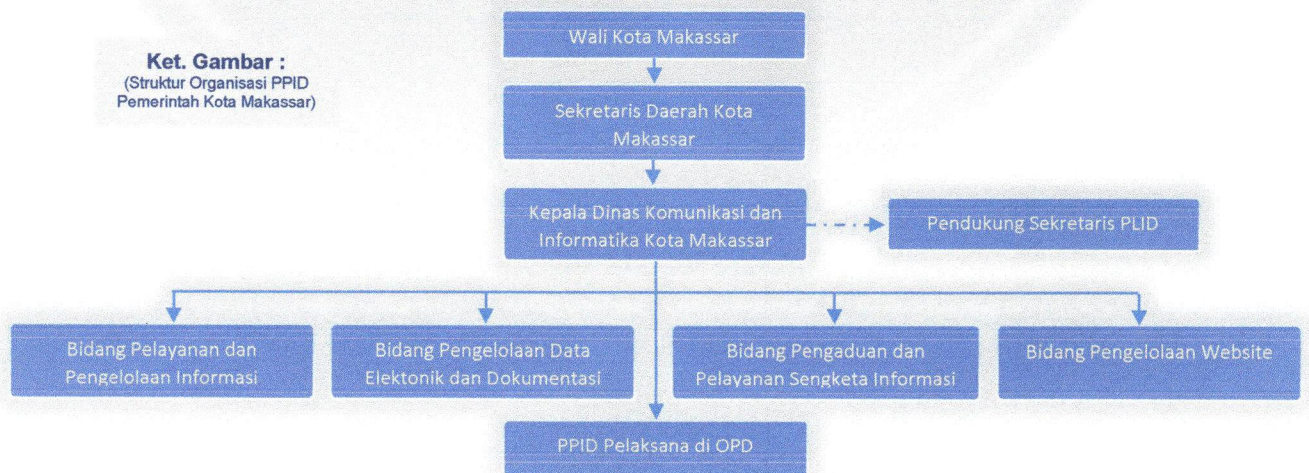 Ket. Gambar :
(Struktur Organisasi PPID
Pemerintah Kota Makassar)
Wali Kota Makassar
Sekretaris Daerah Kota
Makassar
Kepala Dinas Komunikasi dan
Informatika Kota Makassar
Pendukung Sekretaris PLID
Bidang Pelayanan dan
Pengelolaan Informasi
Bidang Pengelolaan Data
Elektonik dan Dokumentasi
Bidang Pengaduan dan
Pelayanan Sengketa Informasi
Bidang Pengelolaan Website
PPID Pelaksana di OPD